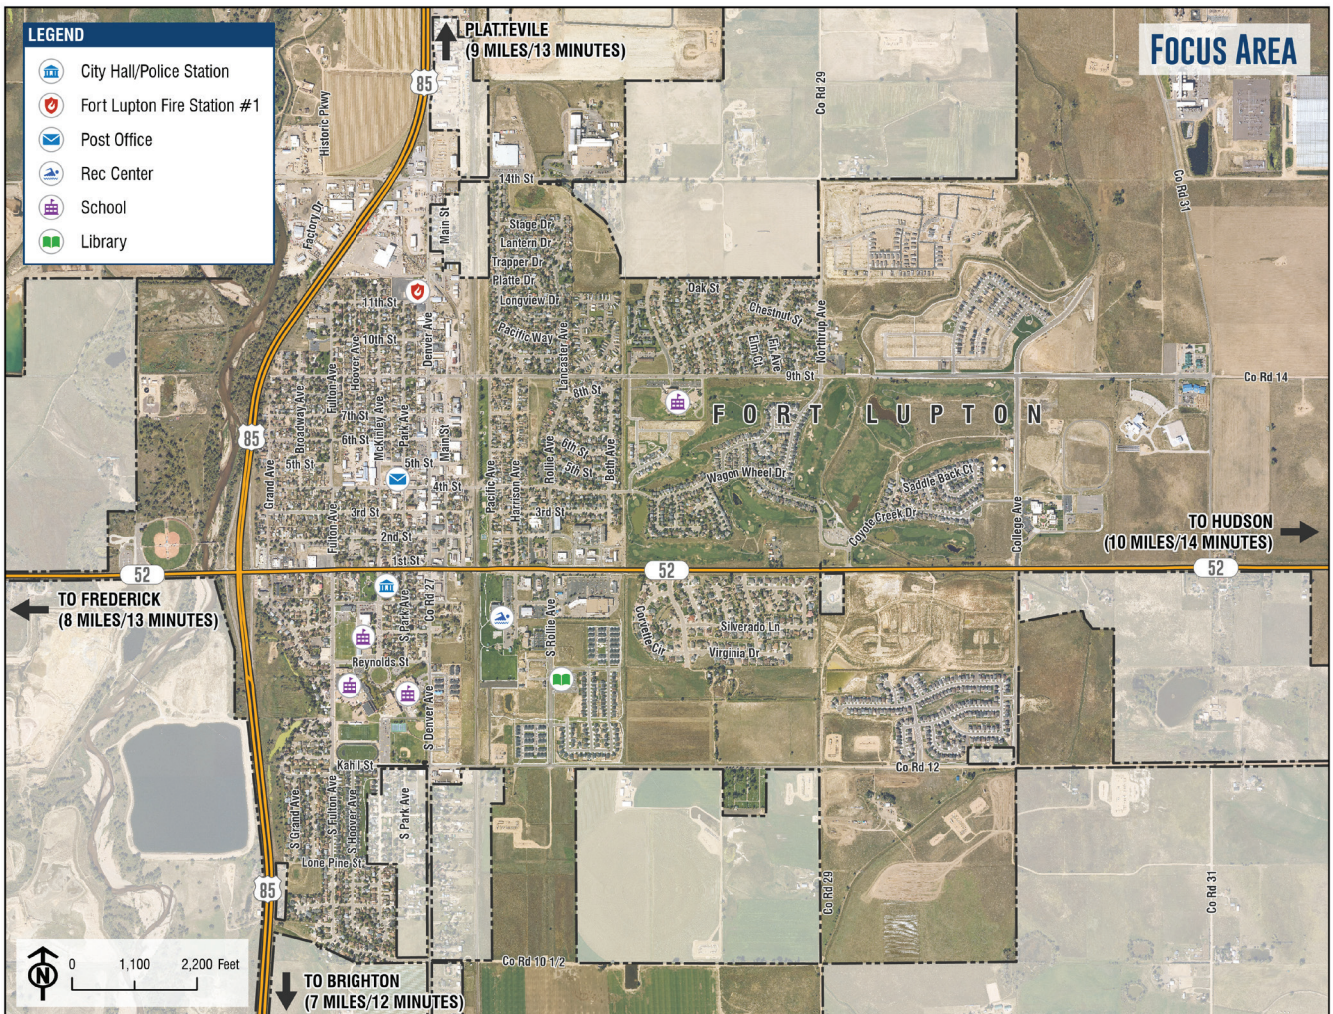 LEGEND
City Hall/Police Station
Fort Lupton Fire Station #1
Post Office
Rec Center
School
Library
PLATTEVILE
(9 MILES/13 MINUTES)
FOCUS AREA
85
Historic Pkwy
Co Rd 29
Co Rd 31
14th St
Factory Dr
Main St
Stage Dr
Lantern Dr
Trapper Dr
Platte Dr
Longview Dr
Oak St
Chestnut St
11th St
10th St
Pacific Way
Denver Ave
Hoover Ave
Fulton Ave
Lancaster Ave
Elm Ct
Northrup Ave
9th St
Co Rd 14
8th St
Broadway Ave
7th St
McKinley Ave
Park Ave
FORT LUPTON
85
6th St
5th St
5th St
Main St
6th St
5th St
Rollie Ave
Beth Ave
Grand Ave
4th St
Pacific Ave
Harrison Ave
Wagon Wheel Dr
Saddle Back Ct
Fulton Ave
3rd St
3rd St
Coyote Creek Dr
College Ave
2nd St
1st St
TO HUDSON
(10 MILES/14 MINUTES)
52
52
52
TO FREDERICK
(8 MILES/13 MINUTES)
S Park Ave
Co Rd 27
S Rollie Ave
Corvette Cir
Silverado Ln
Virginia Dr
Reynolds St
S Denver Ave
Kahl St
Co Rd 12
S Grand Ave
S Fulton Ave
S Hoover Ave
S Park Ave
Lone Pine St
85
Co Rd 29
Co Rd 31
Co Rd 10 1/2
N
0 1,100 2,200 Feet
TO BRIGHTON
(7 MILES/12 MINUTES)